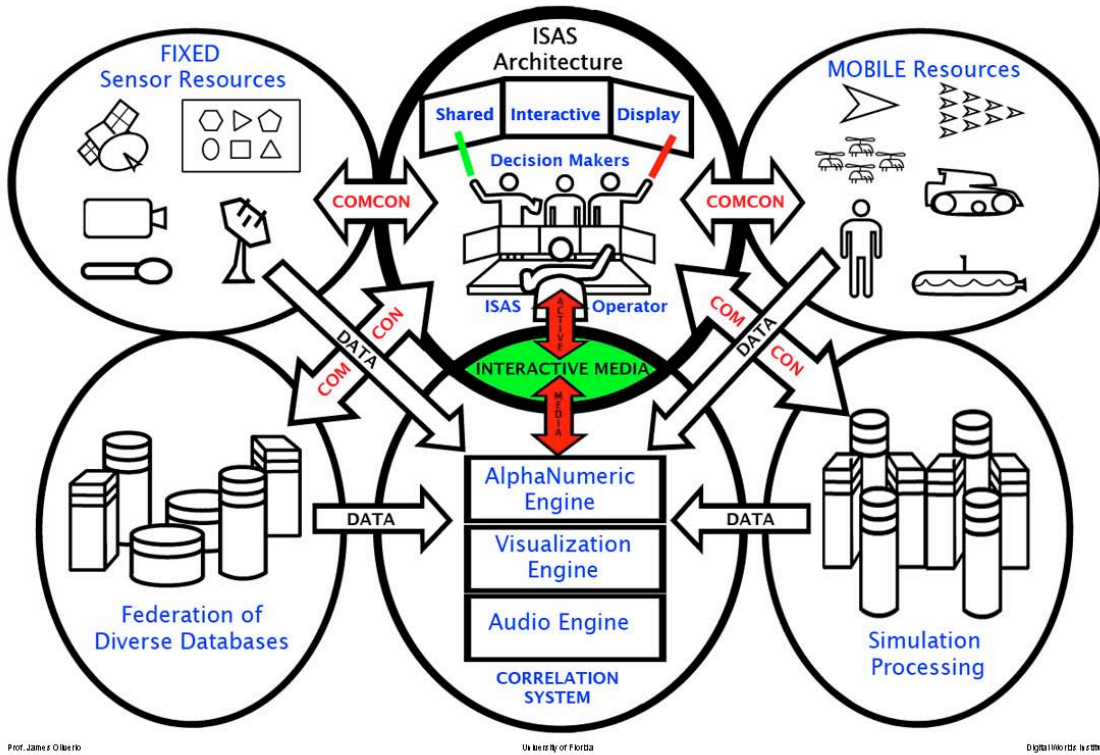 FIXED
Sensor Resources
ISAS
Architecture
MOBILE Resources
Shared
Interactive
Display
Decision Makers
COMCON
COMCON
ISAS
Operator
ACTIVE
COM CON
DATA
COM CON
DATA
INTERACTIVE MEDIA
MEDIA
AlphaNumeric
Engine
DATA
DATA
Visualization
Engine
Audio Engine
Federation of
Diverse Databases
Simulation
Processing
CORRELATION
SYSTEM
Prof. James Oliverio
University of Florida
Digital Worlds